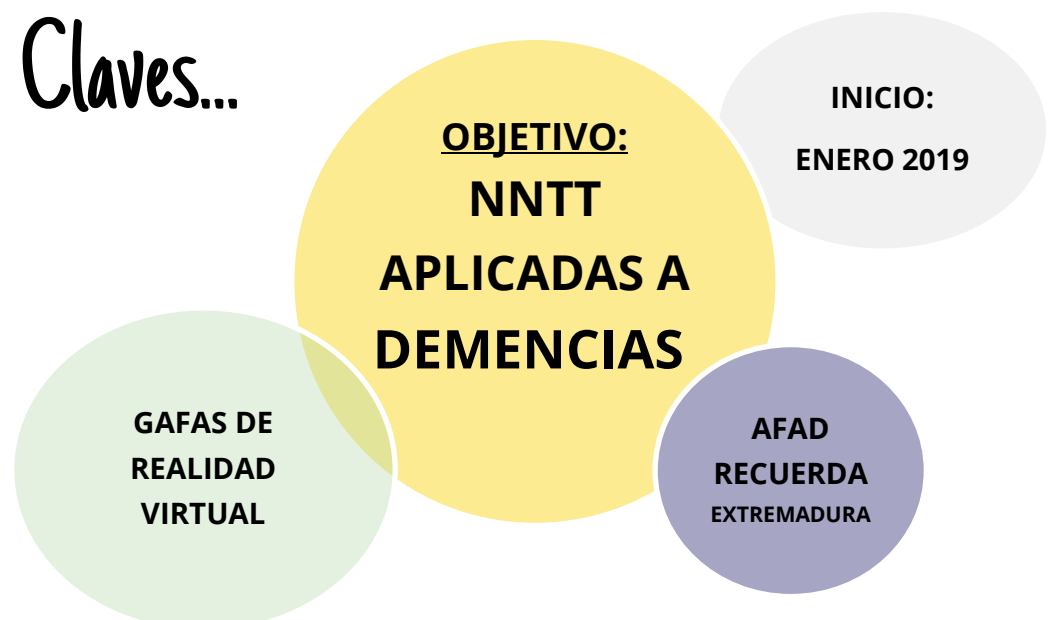 Claves...
OBJETIVO:
NNTT
APLICADAS A
DEMENCIAS
INICIO:
ENERO 2019
GAFAS DE
REALIDAD
VIRTUAL
AFAD
RECUERDA
EXTREMADURA